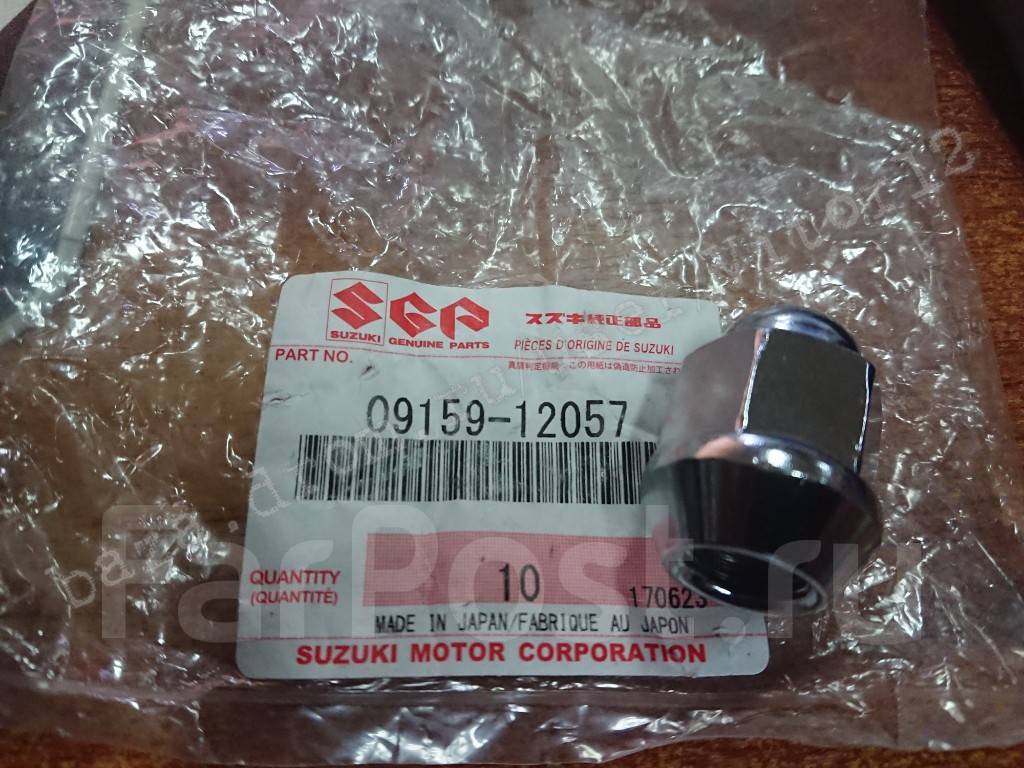 SGP
SUZUKI GENUINE PARTS
スズキ純正部品
PIÈCES D'ORIGINE DE SUZUKI
PART NO.
09159-12057
QUANTITY
(QUANTITÉ)
10
170623
MADE IN JAPAN/FABRIQUE AU JAPON
SUZUKI MOTOR CORPORATION
FarPost.ru